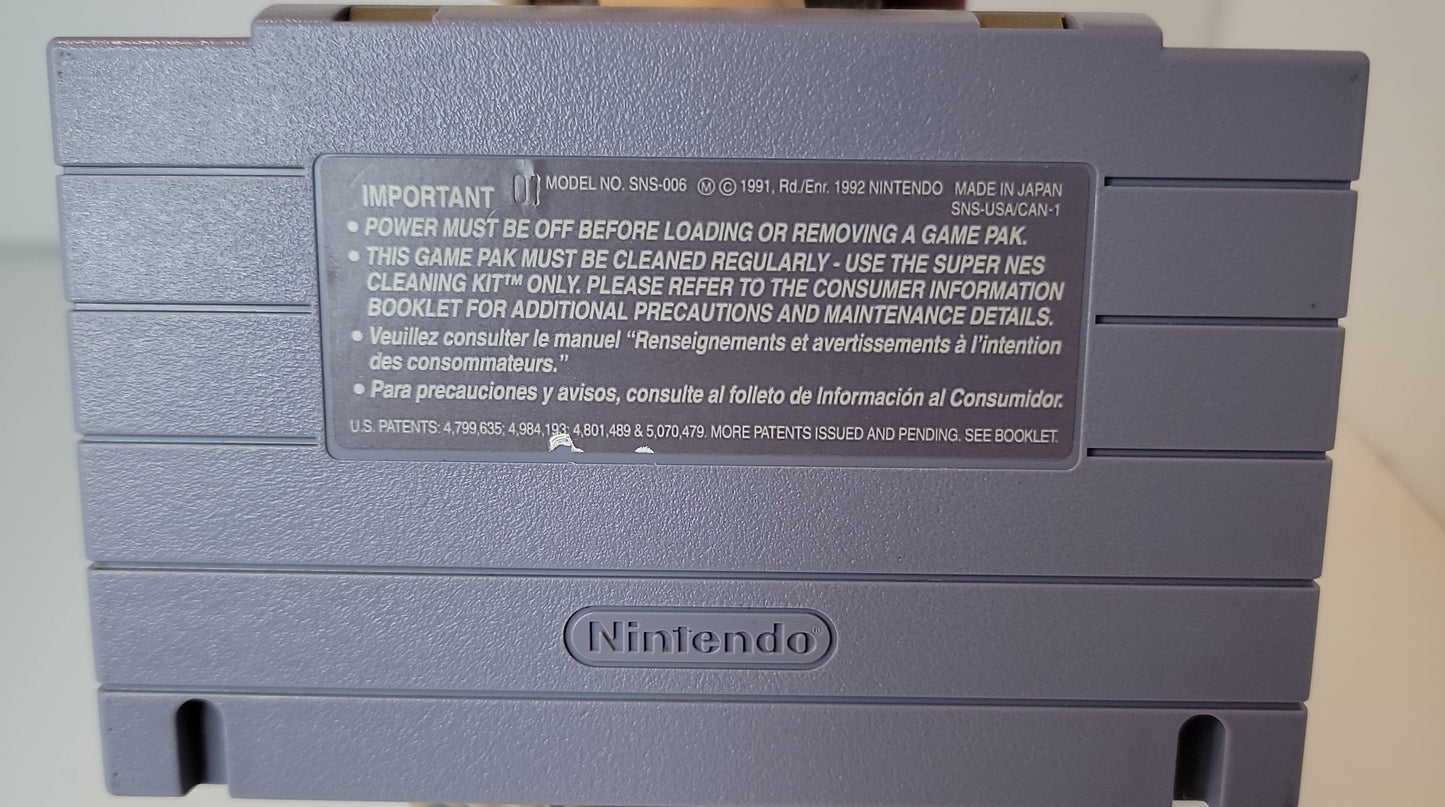 IMPORTANT MODEL NO. SNS-006 Ⓜ © 1991, Rd./Enr. 1992 NINTENDO MADE IN JAPAN
SNS-USA/CAN-1
• POWER MUST BE OFF BEFORE LOADING OR REMOVING A GAME PAK.
• THIS GAME PAK MUST BE CLEANED REGULARLY - USE THE SUPER NES
CLEANING KIT™ ONLY. PLEASE REFER TO THE CONSUMER INFORMATION
BOOKLET FOR ADDITIONAL PRECAUTIONS AND MAINTENANCE DETAILS.
• Veuillez consulter le manuel “Renseignements et avertissements à l’intention
des consommateurs.”
• Para precauciones y avisos, consulte al folleto de Información al Consumidor.
U.S. PATENTS: 4,799,635; 4,984,193; 4,801,489 & 5,070,479. MORE PATENTS ISSUED AND PENDING. SEE BOOKLET.
Nintendo®